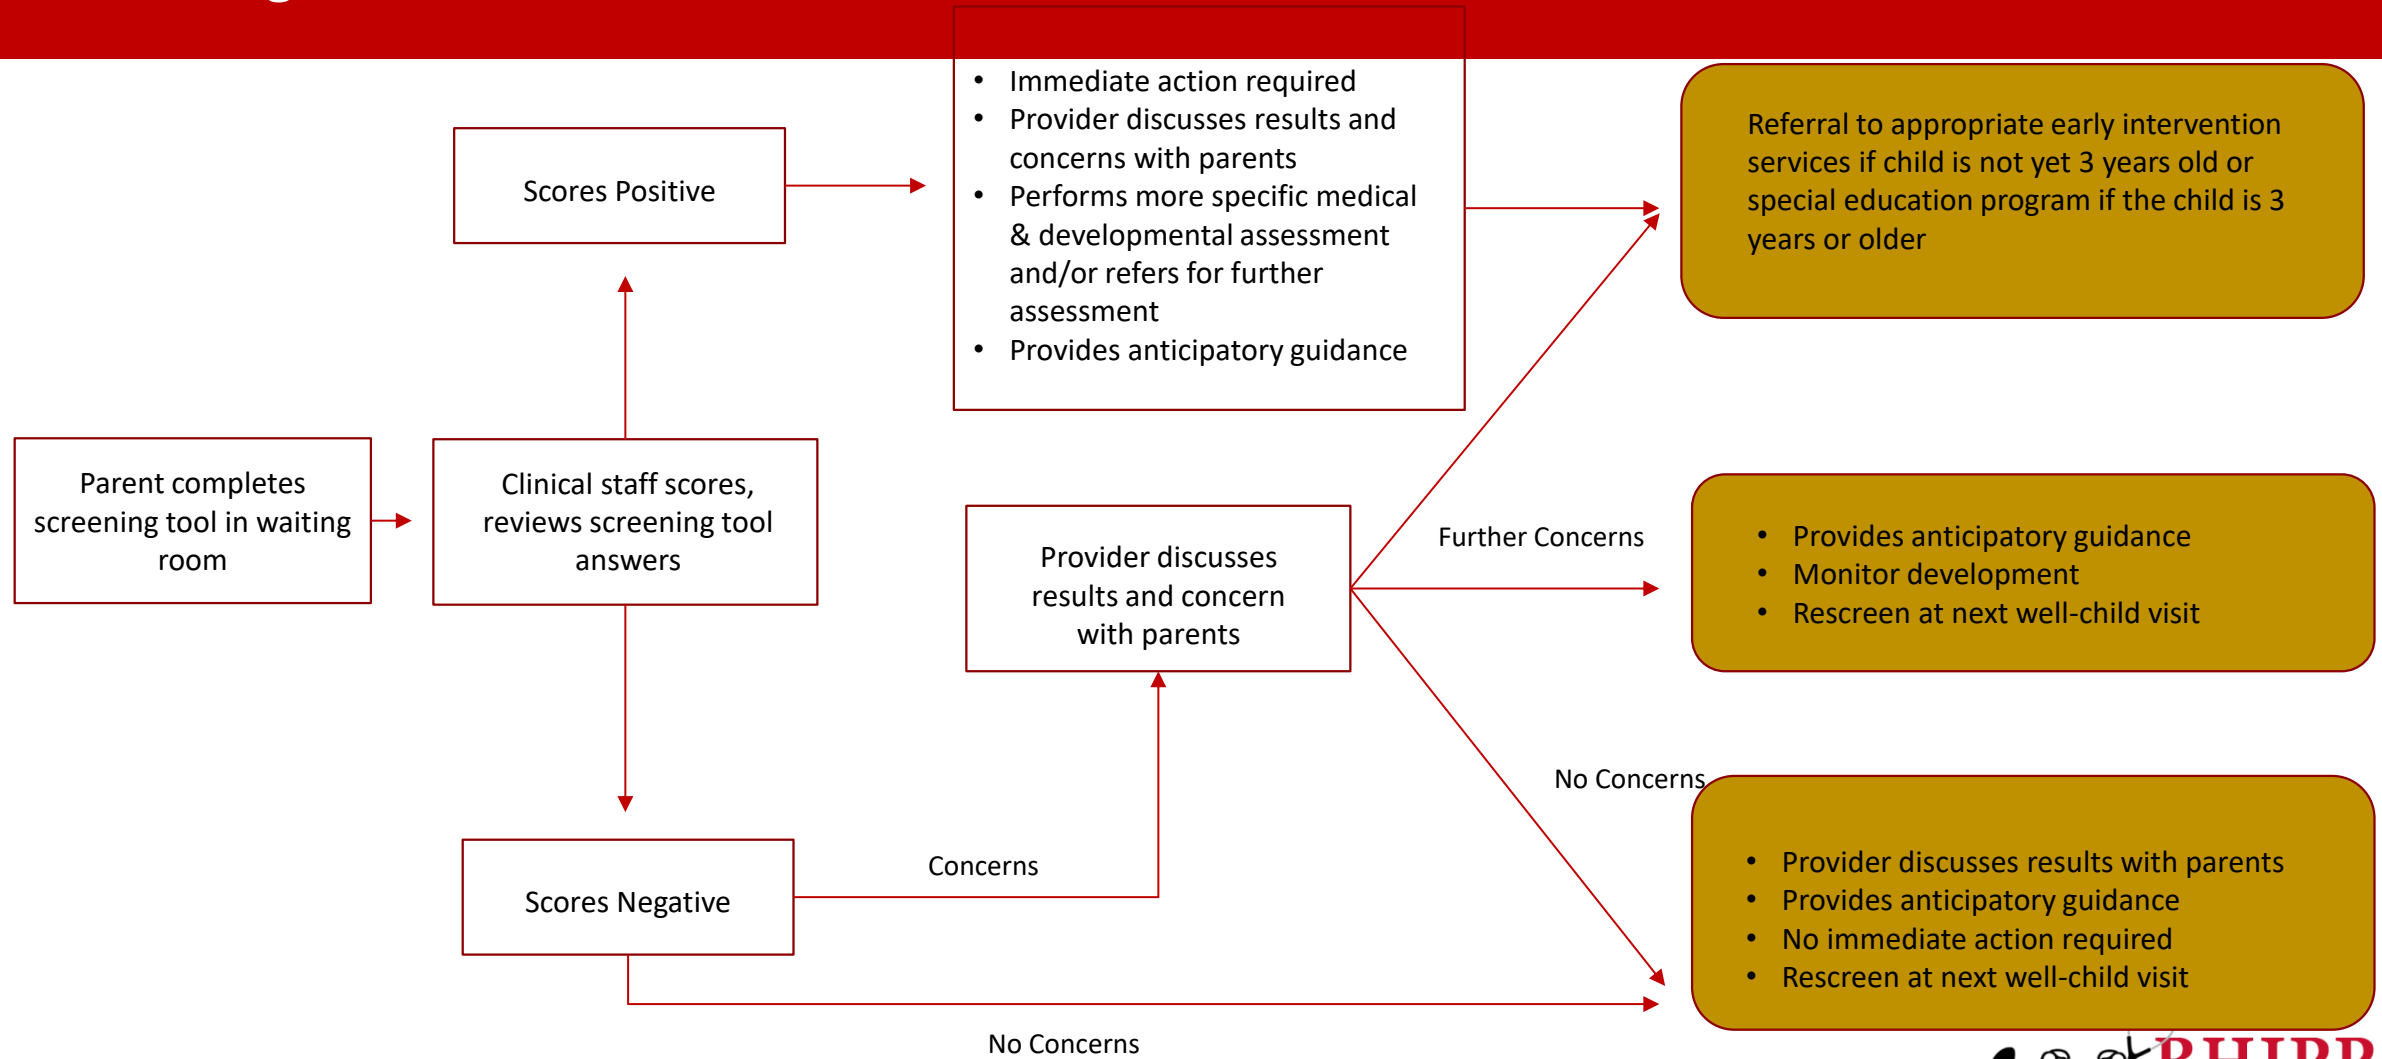 Parent completes
screening tool in waiting
room
Clinical staff scores,
reviews screening tool
answers
Scores Positive
• Immediate action required
• Provider discusses results and
concerns with parents
• Performs more specific medical
& developmental assessment
and/or refers for further
assessment
• Provides anticipatory guidance
Referral to appropriate early intervention
services if child is not yet 3 years old or
special education program if the child is 3
years or older
Scores Negative
Concerns
Provider discusses
results and concern
with parents
Further Concerns
• Provides anticipatory guidance
• Monitor development
• Rescreen at next well-child visit
No Concerns
• Provider discusses results with parents
• Provides anticipatory guidance
• No immediate action required
• Rescreen at next well-child visit
No Concerns